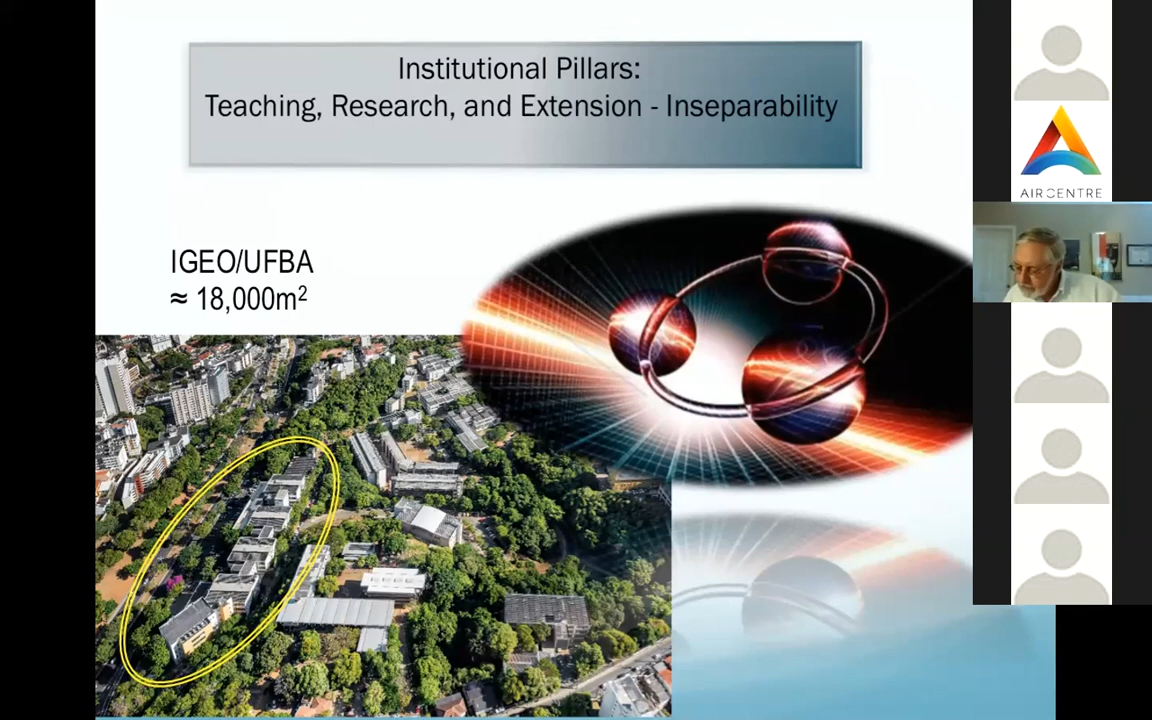 Institutional Pillars:
Teaching, Research, and Extension - Inseparability
IGEO/UFBA
≈ 18,000m²
AIRCENTRE